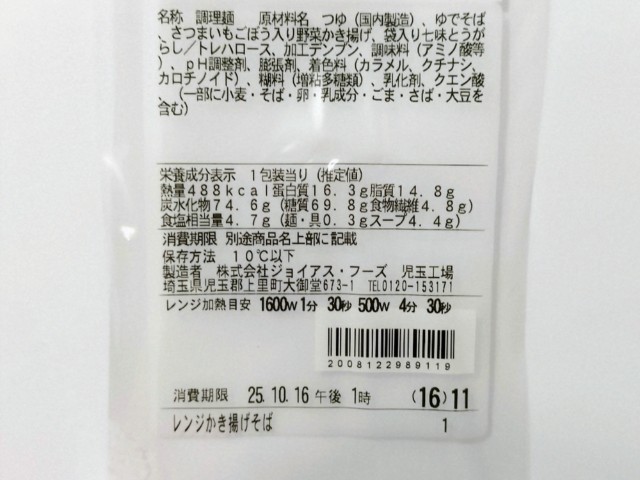 名称 調理麺 原材料名 つゆ(国内製造)、ゆでそば
、さつまいもごぼう入り野菜かき揚げ、袋入り七味とうが
らし/トレハロース、加工デンプン、調味料(アミノ酸等
)、pH調整剤、膨張剤、着色料(カラメル、クチナシ、
カロチノイド)、糊料(増粘多糖類)、乳化剤、クエン酸
、(一部に小麦・そば・卵・乳成分・ごま・さば・大豆を
含む)
栄養成分表示 1包装当り(推定値)
熱量488kcal蛋白質16.3g脂質14.8g
炭水化物74.6g(糖質69.8g食物繊維4.8g)
食塩相当量4.7g(麺・具0.3gスープ4.4g)
消費期限 別途商品名上部に記載
保存方法 10℃以下
製造者 株式会社ジョイアス・フーズ 児玉工場
埼玉県児玉郡上里町大御堂673-1 TEL0120-153171
レンジ加熱目安 1600W 1分 30秒 500W 4分 30秒
2008122989119
消費期限 25.10.16 午後 1時 (16)11
レンジかき揚げそば 1